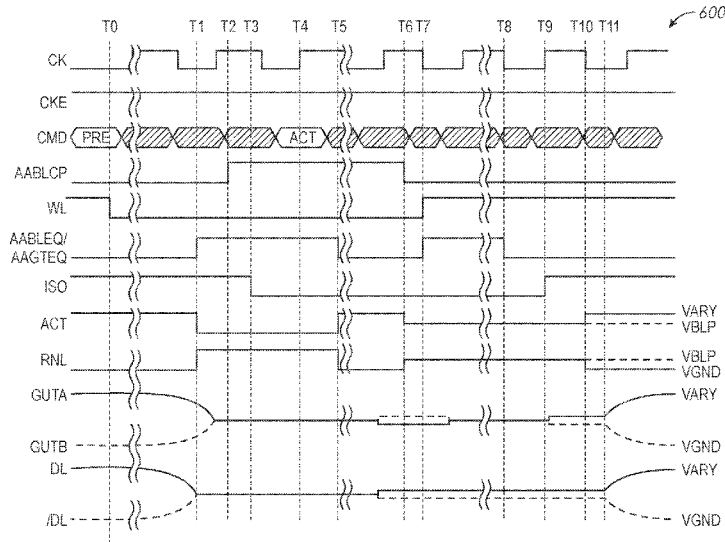 600
T0 T1 T2 T3 T4 T5 T6 T7 T8 T9 T10 T11
CK
CKE
CMD PRE ACT
AABLCP
WL
AABLEQ/
AAGTEQ
ISO
ACT VARY
VBLP
RNL VBLP
VGND
GUTA VARY
GUTB VGND
DL VARY
/DL VGND